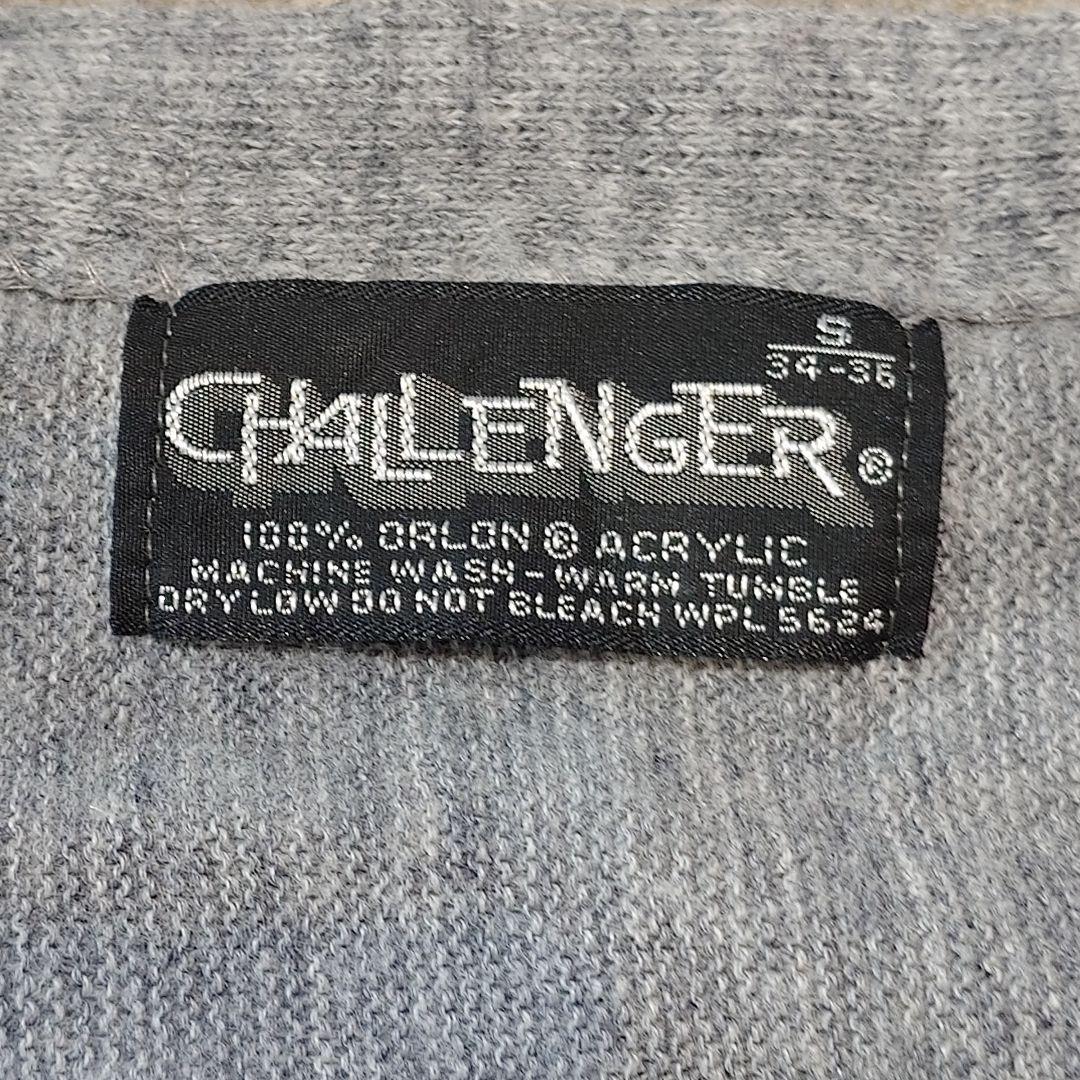 S
34-36
CHALLENGER ®
100% ORLON ® ACRYLIC
MACHINE WASH-WARM TUMBLE
DRY LOW DO NOT BLEACH WPL 5624